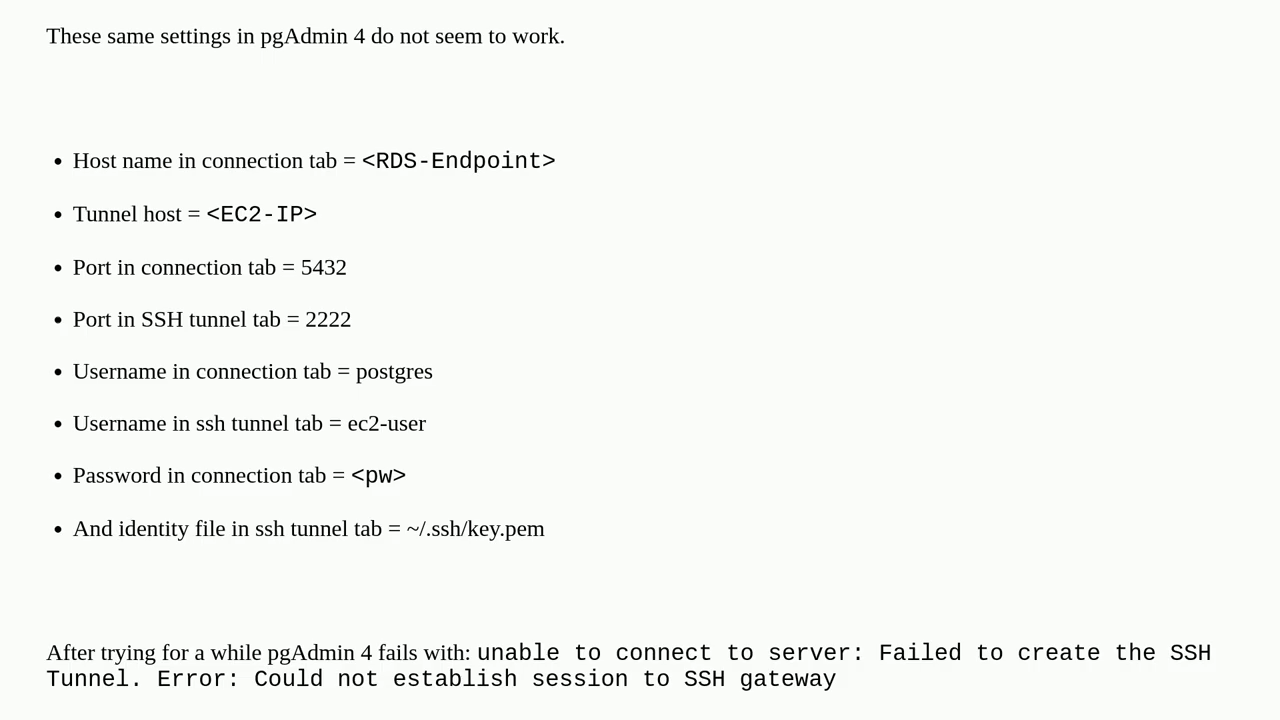 These same settings in pgAdmin 4 do not seem to work.
• Host name in connection tab = <RDS-Endpoint>
• Tunnel host = <EC2-IP>
• Port in connection tab = 5432
• Port in SSH tunnel tab = 2222
• Username in connection tab = postgres
• Username in ssh tunnel tab = ec2-user
• Password in connection tab = <pw>
• And identity file in ssh tunnel tab = ~/.ssh/key.pem
After trying for a while pgAdmin 4 fails with: unable to connect to server: Failed to create the SSH
Tunnel. Error: Could not establish session to SSH gateway